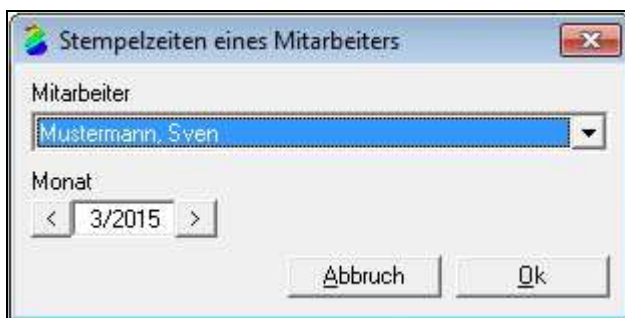 Stempelzeiten eines Mitarbeiters
Mitarbeiter
Mustermann, Sven
Monat
< 3/2015 >
Abbruch Ok